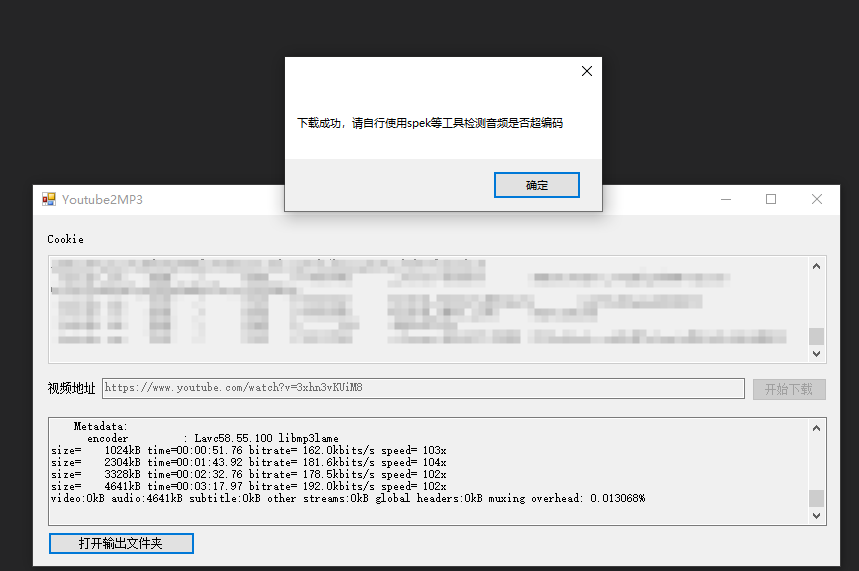 下载成功，请自行使用spek等工具检测音频是否超编码
确定
Youtube2MP3
Cookie
视频地址 https://www.youtube.com/watch?v=3xhn3vKUiM8 开始下载
Metadata:
encoder : Lavc58.55.100 libmp3lame
size= 1024kB time=00:00:51.76 bitrate= 162.0kbits/s speed= 103x
size= 2304kB time=00:01:43.92 bitrate= 181.6kbits/s speed= 104x
size= 3328kB time=00:02:32.76 bitrate= 178.5kbits/s speed= 102x
size= 4641kB time=00:03:17.97 bitrate= 192.0kbits/s speed= 102x
video:0kB audio:4641kB subtitle:0kB other streams:0kB global headers:0kB muxing overhead: 0.013068%
打开输出文件夹